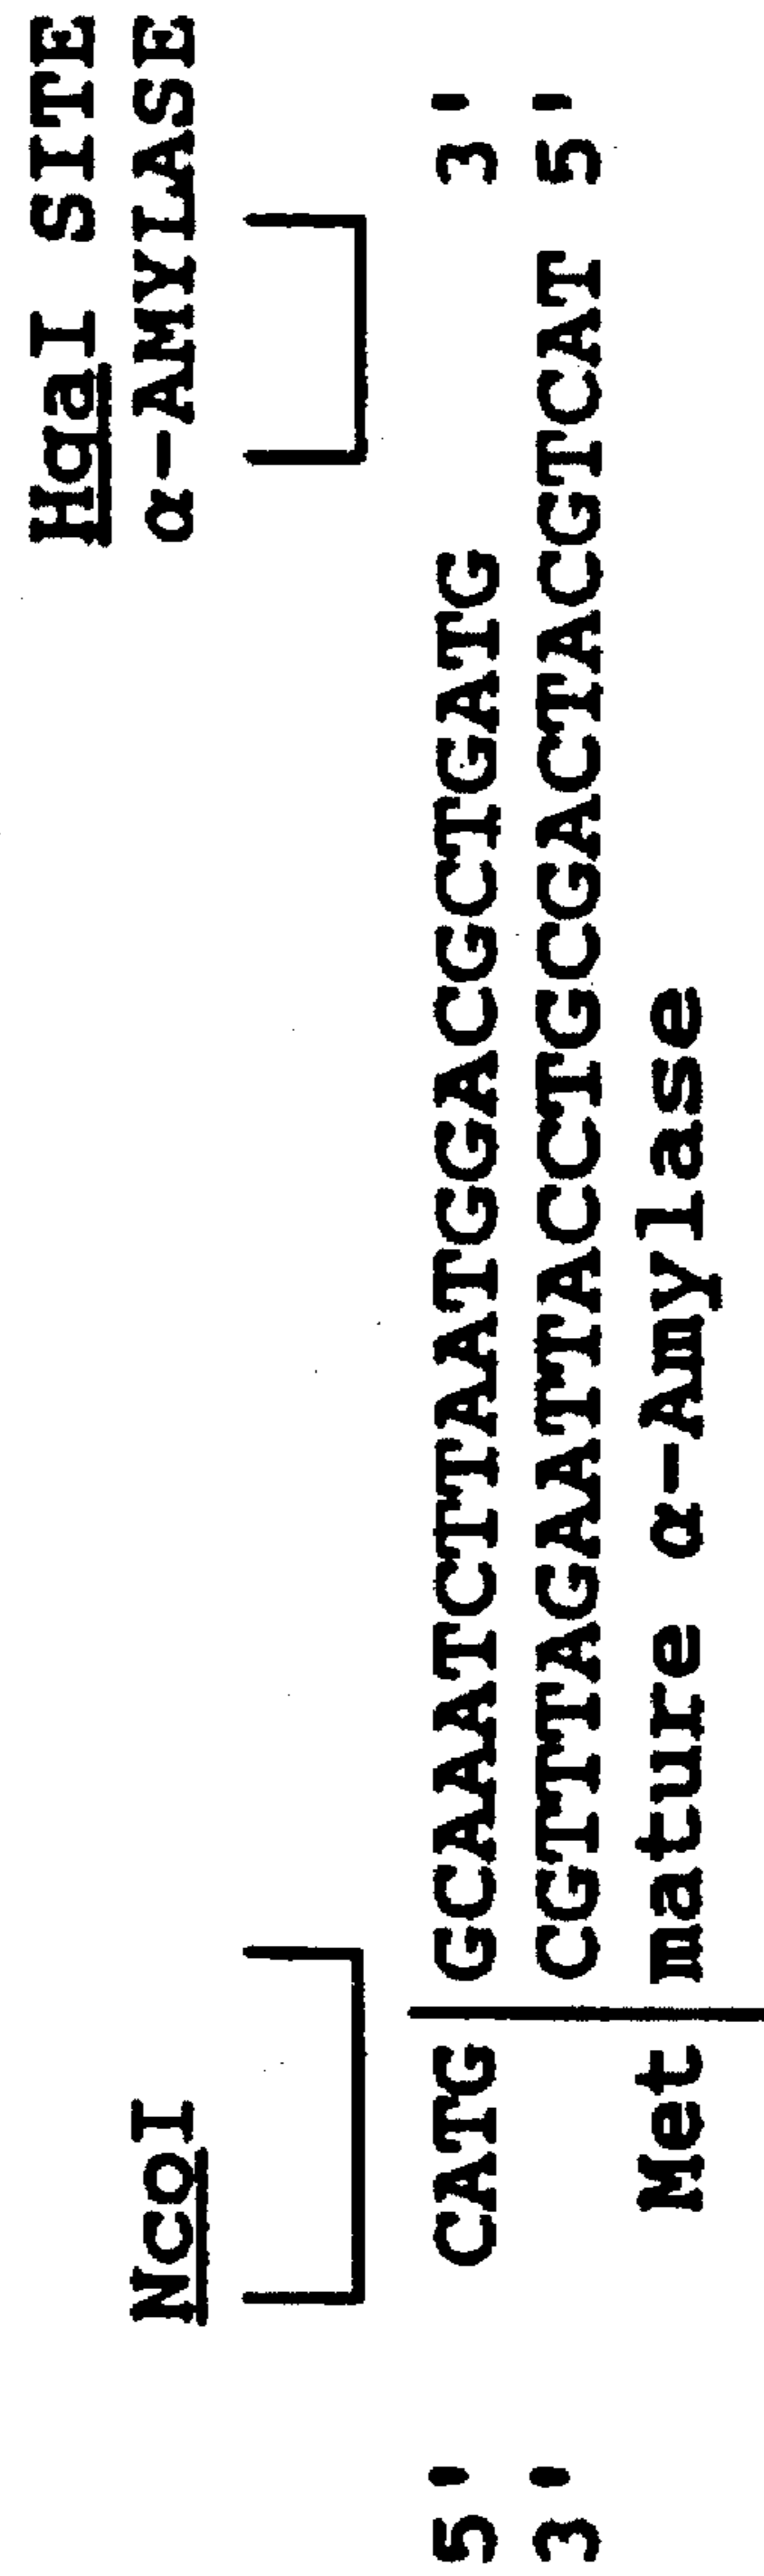 HgaI SITE
NcoI α-AMYLASE
5' CATG GCAAATCTTAATGGACGCTGATG 3'
3' CGTTTAGAATTACCTGCGACTACGTCAT 5'
Met mature α-Amylase